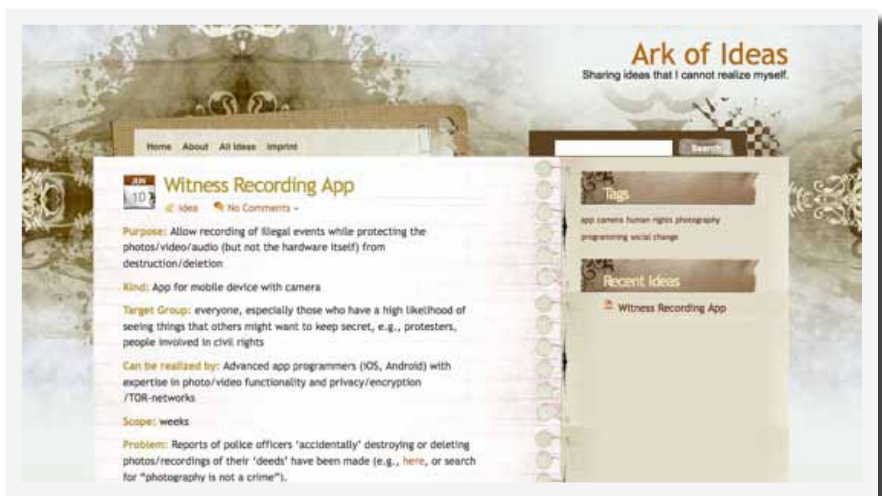 Ark of Ideas
Sharing ideas that I cannot realize myself.
Home About All Ideas Imprint
Search
JUN
10
Witness Recording App
Idea No Comments »
Purpose: Allow recording of illegal events while protecting the
photos/video/audio (but not the hardware itself) from
destruction/deletion
Kind: App for mobile device with camera
Target Group: everyone, especially those who have a high likelihood of
seeing things that others might want to keep secret, e.g., protesters,
people involved in civil rights
Can be realized by: Advanced app programmers (iOS, Android) with
expertise in photo/video functionality and privacy/encryption
/TOR-networks
Scope: weeks
Problem: Reports of police officers ‘accidentally’ destroying or deleting
photos/recordings of their ‘deeds’ have been made (e.g., here, or search
for “photography is not a crime”).
Tags
app camera human rights photography
programming social change
Recent Ideas
Witness Recording App